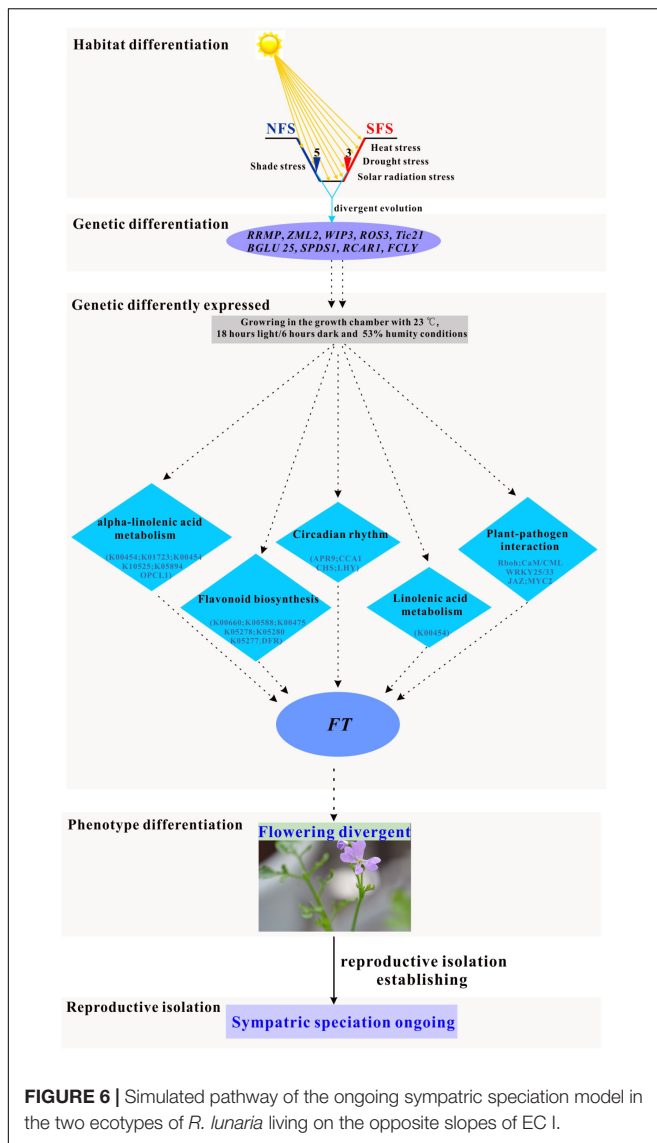 Habitat differentiation
NFS
SFS
5
3
Heat stress
Drought stress
Shade stress
Solar radiation stress
divergent evolution
Genetic differentiation
RRMP, ZML2, WIP3, ROS3, Tic21
BGLU 25, SPDS1, RCAR1, FCLY
Genetic differently expressed
Growring in the growth chamber with 23 ℃,
18 hours light/6 hours dark and 53% humity conditions
alpha-linolenic acid
metabolism
(K00454;K01723;K00454
K10525;K05894
OPCL1)
Flavonoid biosynthesis
(K00660;K00588;K00475
K05278;K05280
K05277;DFR)
Circadian rhythm
(APR9;CCA1
CHS;LHY)
Linolenic acid
metabolism
(K00454)
Plant-pathogen
interaction
Rboh;CaM/CML
WRKY25/33
JAZ;MYC2
FT
Phenotype differentiation
Flowering divergent
reproductive isolation
establishing
Reproductive isolation
Sympatric speciation ongoing
FIGURE 6 | Simulated pathway of the ongoing sympatric speciation model in
the two ecotypes of R. lunaria living on the opposite slopes of EC I.